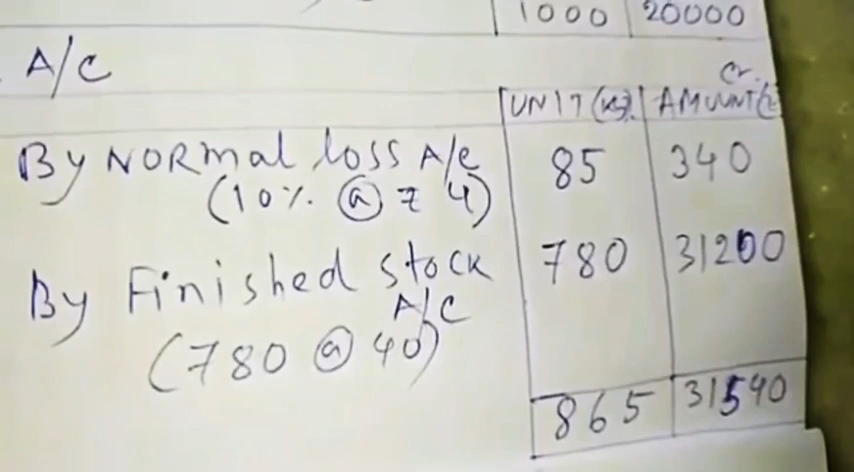 1000 20000
A/C
Cr.
UNIT (Kg). AMOUNT(₹
By NORmal loss A/c 85 340
(10% @ ₹ 4)
By Finished stock 780 31200
A/C
(780 @ 40)
865 31540